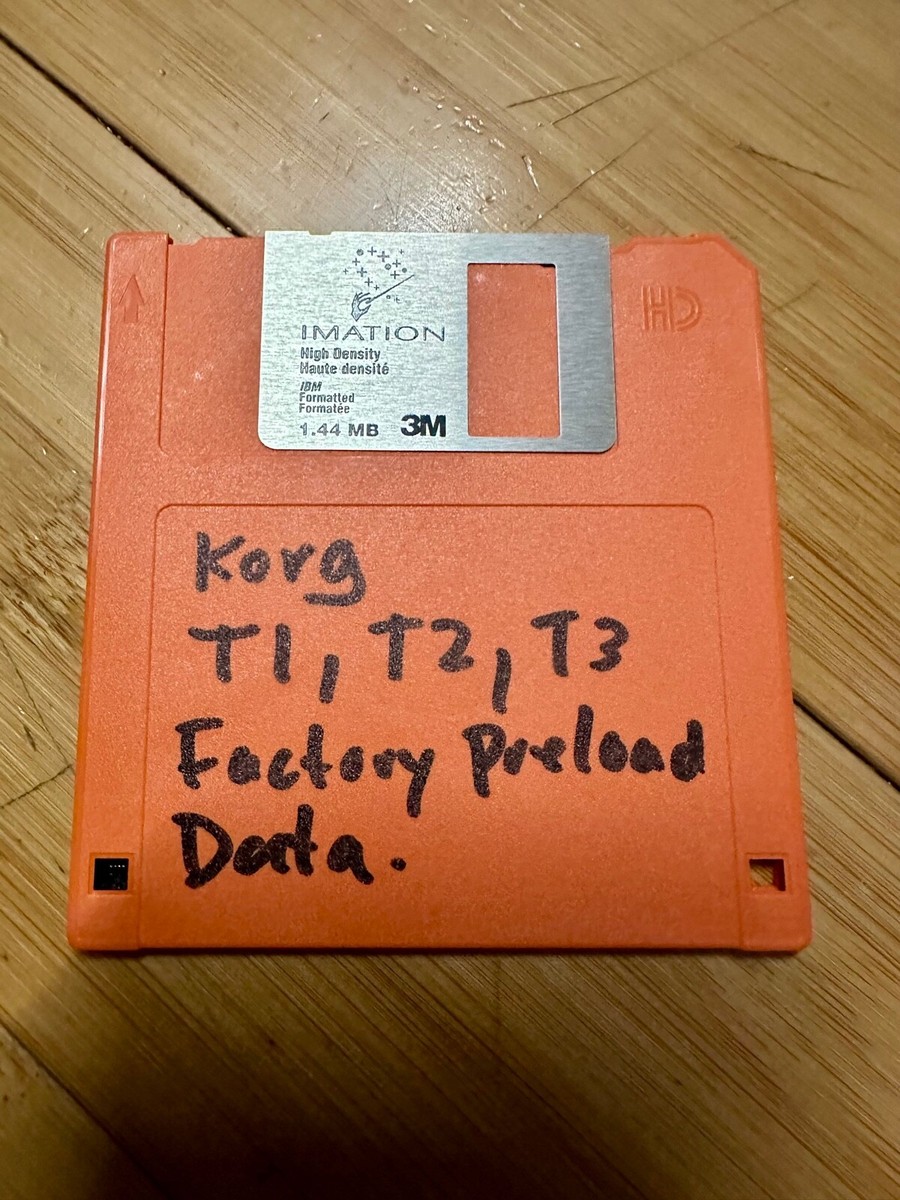 IMATION
High Density
Haute densité
IBM
Formatted
Formatée
1.44 MB 3M
HD
Korg
T1, T2, T3
Factory Preload
Data.